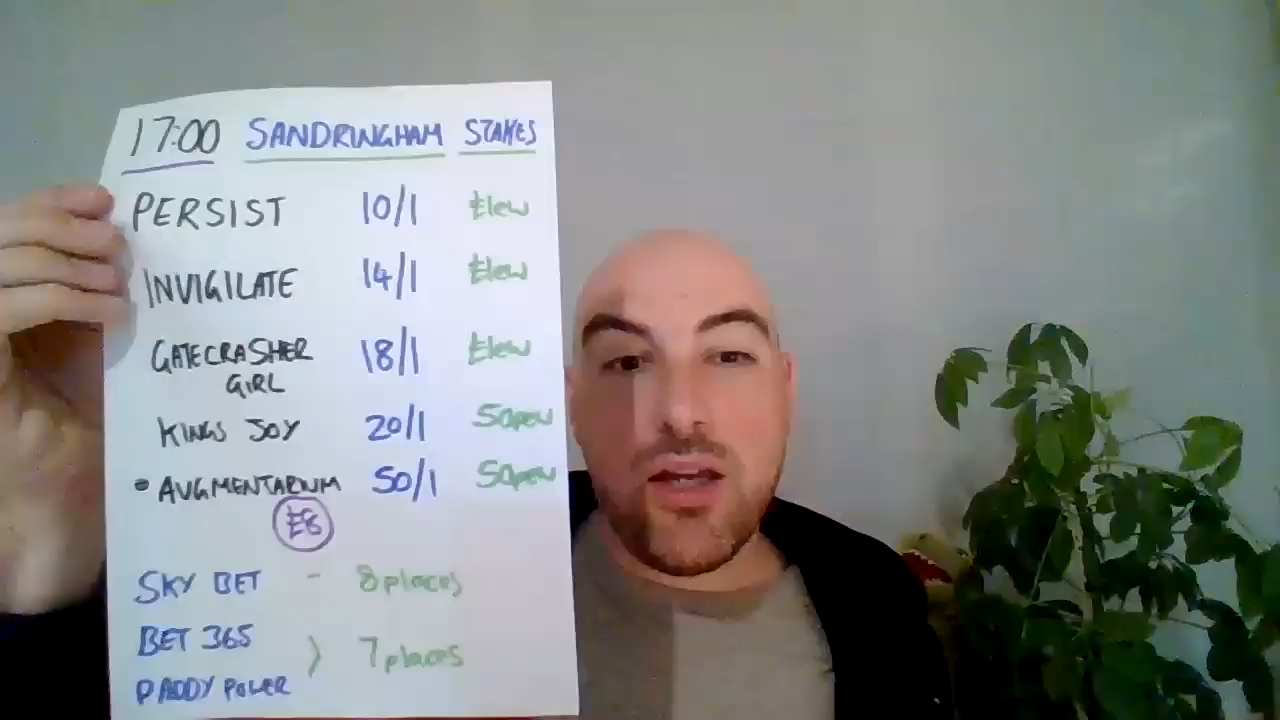 17:00 SANDRINGHAM STAKES
PERSIST 10/1 £1ew
INVIGILATE 14/1 £1ew
GATECRASHER 18/1 £1ew
GIRL
KINGS JOY 20/1 50pew
• AUGMENTARUM 50/1 50pew
£8
SKY BET - 8 places
BET 365
) 7 places
PADDY POWER